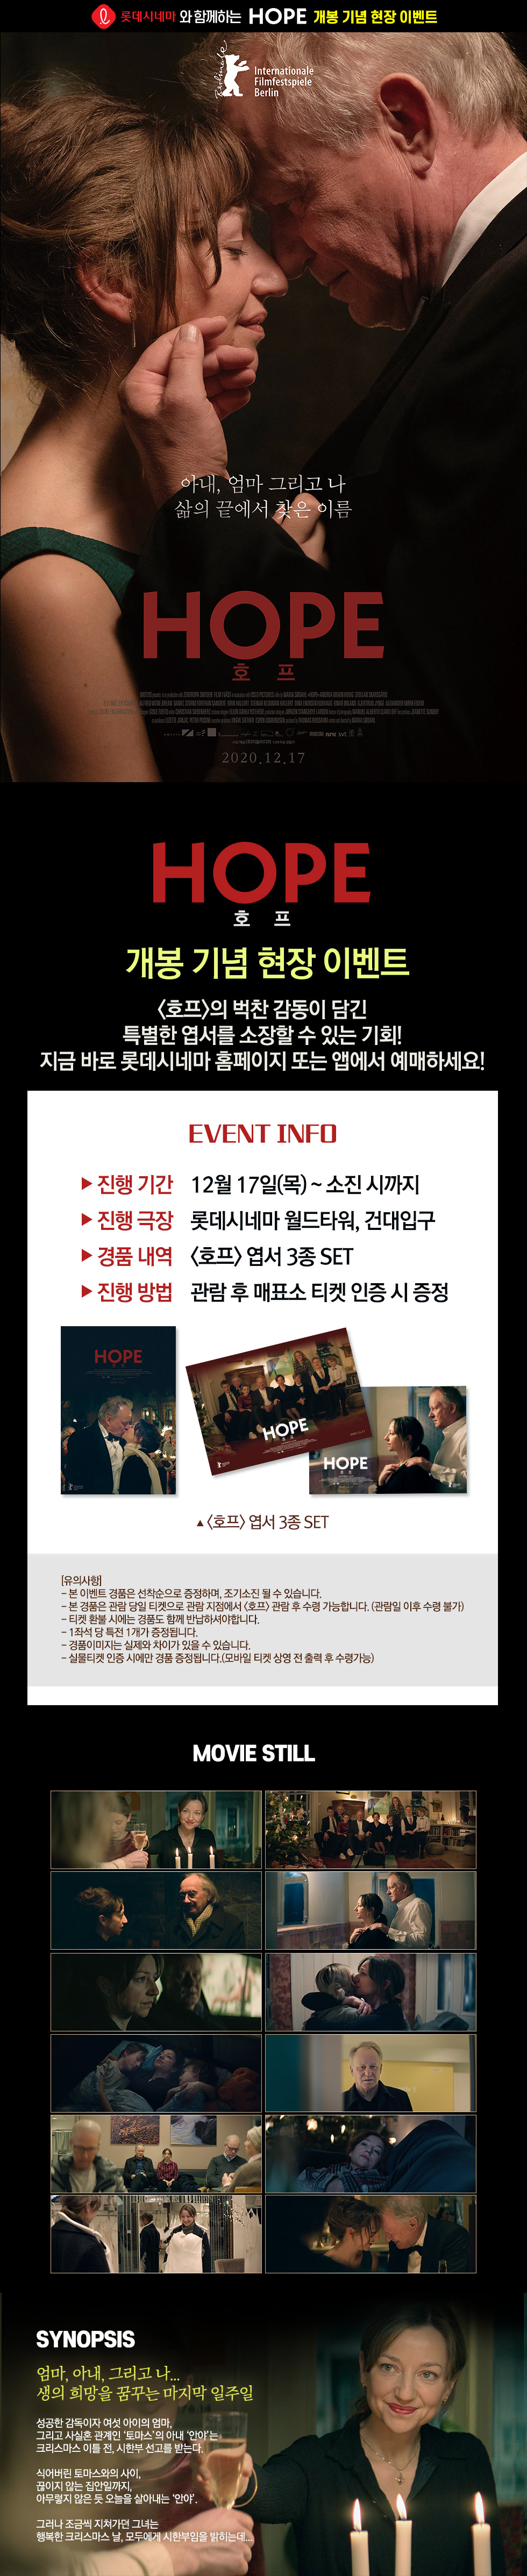 롯데시네마 와 함께하는 HOPE 개봉 기념 현장 이벤트
Berlinale
Internationale
Filmfestspiele
Berlin
아내, 엄마 그리고 나
삶의 끝에서 찾은 이름
HOPE
호 프
2020.12.17
HOPE
호 프
개봉 기념 현장 이벤트
<호프>의 벅찬 감동이 담긴
특별한 엽서를 소장할 수 있는 기회!
지금 바로 롯데시네마 홈페이지 또는 앱에서 예매하세요!
EVENT INFO
▶ 진행 기간 12월 17일(목) ~ 소진 시까지
▶ 진행 극장 롯데시네마 월드타워, 건대입구
▶ 경품 내역 <호프> 엽서 3종 SET
▶ 진행 방법 관람 후 매표소 티켓 인증 시 증정
HOPE
HOPE
HOPE
▲ <호프> 엽서 3종 SET
[유의사항]
- 본 이벤트 경품은 선착순으로 증정하며, 조기소진 될 수 있습니다.
- 본 경품은 관람 당일 티켓으로 관람 지점에서 <호프> 관람 후 수령 가능합니다. (관람일 이후 수령 불가)
- 티켓 환불 시에는 경품도 함께 반납하셔야합니다.
- 1좌석 당 특전 1개가 증정됩니다.
- 경품이미지는 실제와 차이가 있을 수 있습니다.
- 실물티켓 인증 시에만 경품 증정됩니다.(모바일 티켓 상영 전 출력 후 수령가능)
MOVIE STILL
SYNOPSIS
엄마, 아내, 그리고 나...
생의 희망을 꿈꾸는 마지막 일주일
성공한 감독이자 여섯 아이의 엄마,
그리고 사실혼 관계인 '토마스'의 아내 '안야'는
크리스마스 이틀 전, 시한부 선고를 받는다.
식어버린 토마스와의 사이,
끊이지 않는 집안일까지,
아무렇지 않은 듯 오늘을 살아내는 '안야'.
그러나 조금씩 지쳐가던 그녀는
행복한 크리스마스 날, 모두에게 시한부임을 밝히는데...